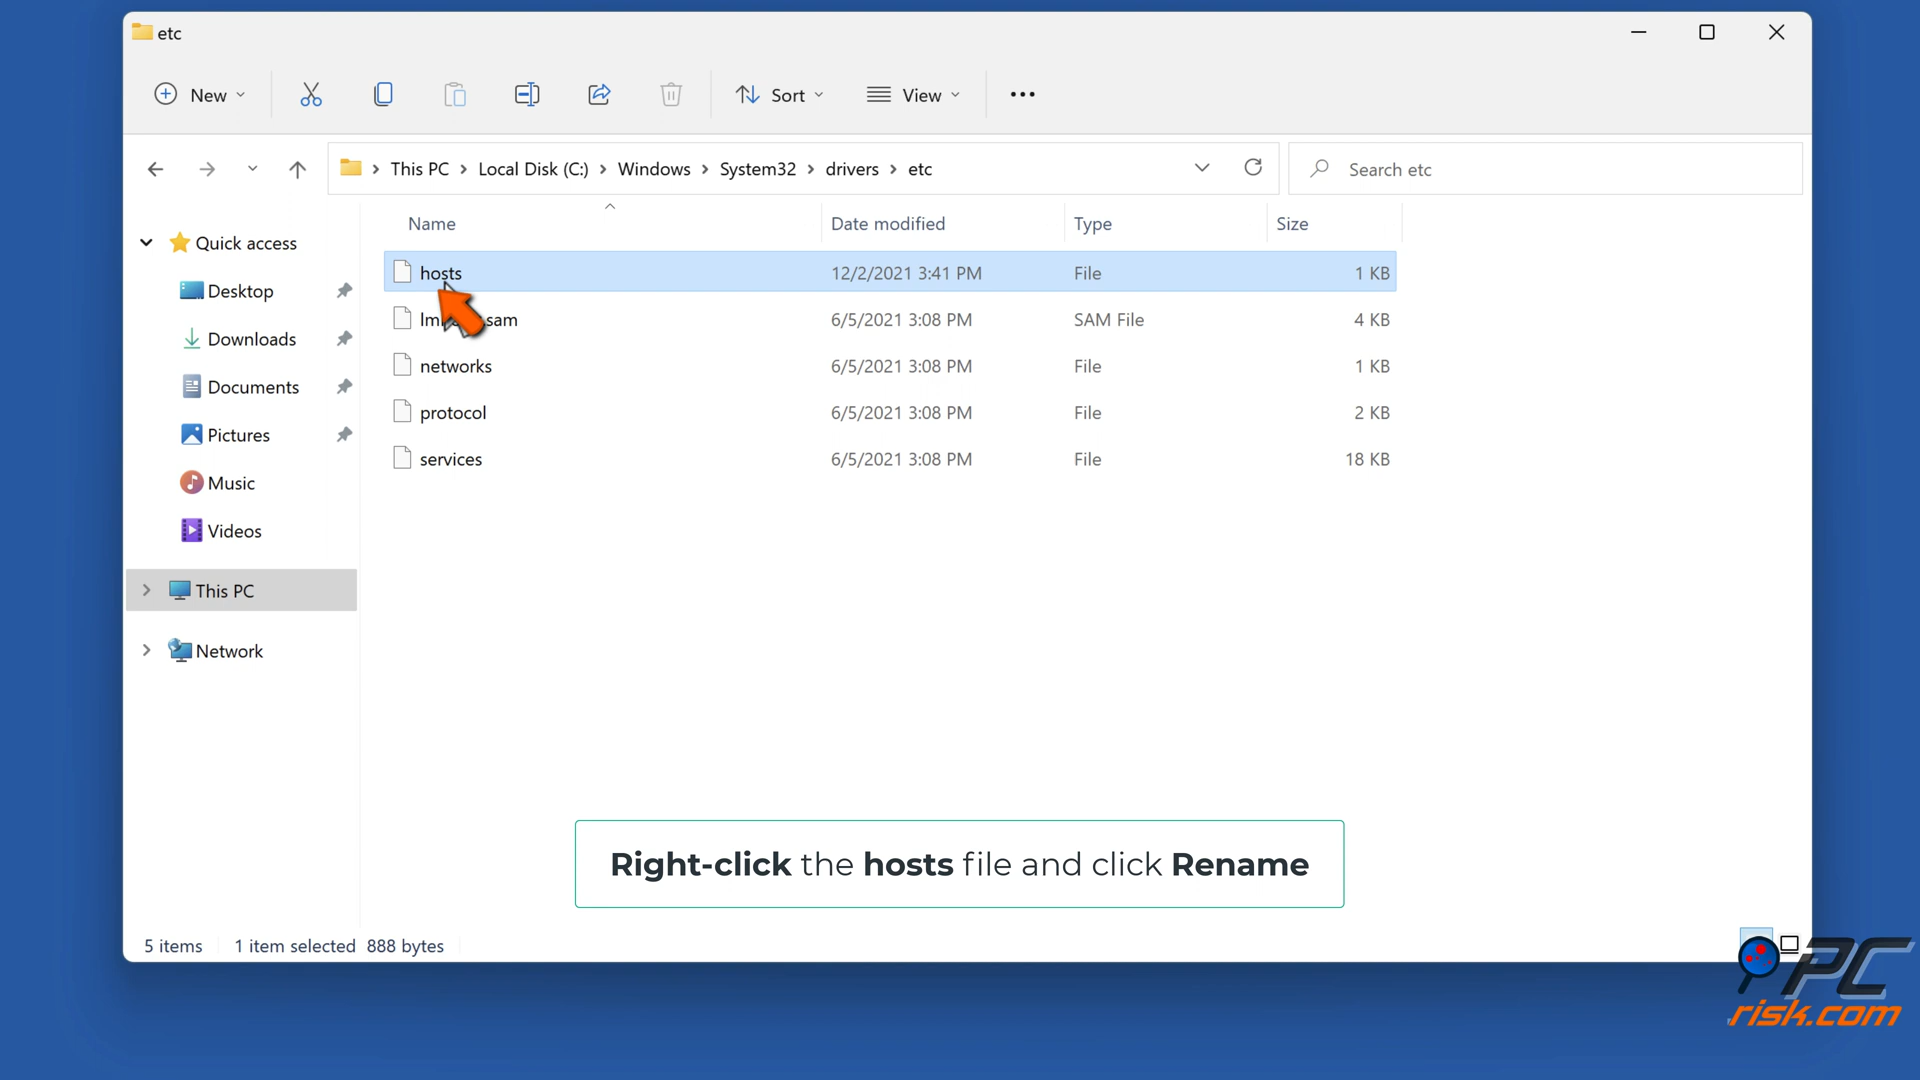 etc
New
Sort
View
This PC
Local Disk (C:)
Windows
System32
drivers
etc
Search etc
Name
Date modified
Type
Size
Quick access
Desktop
Downloads
Documents
Pictures
Music
Videos
This PC
Network
hosts 12/2/2021 3:41 PM File 1 KB
.sam 6/5/2021 3:08 PM SAM File 4 KB
networks 6/5/2021 3:08 PM File 1 KB
protocol 6/5/2021 3:08 PM File 2 KB
services 6/5/2021 3:08 PM File 18 KB
Right-click the hosts file and click Rename
5 items 1 item selected 888 bytes
PC
risk.com